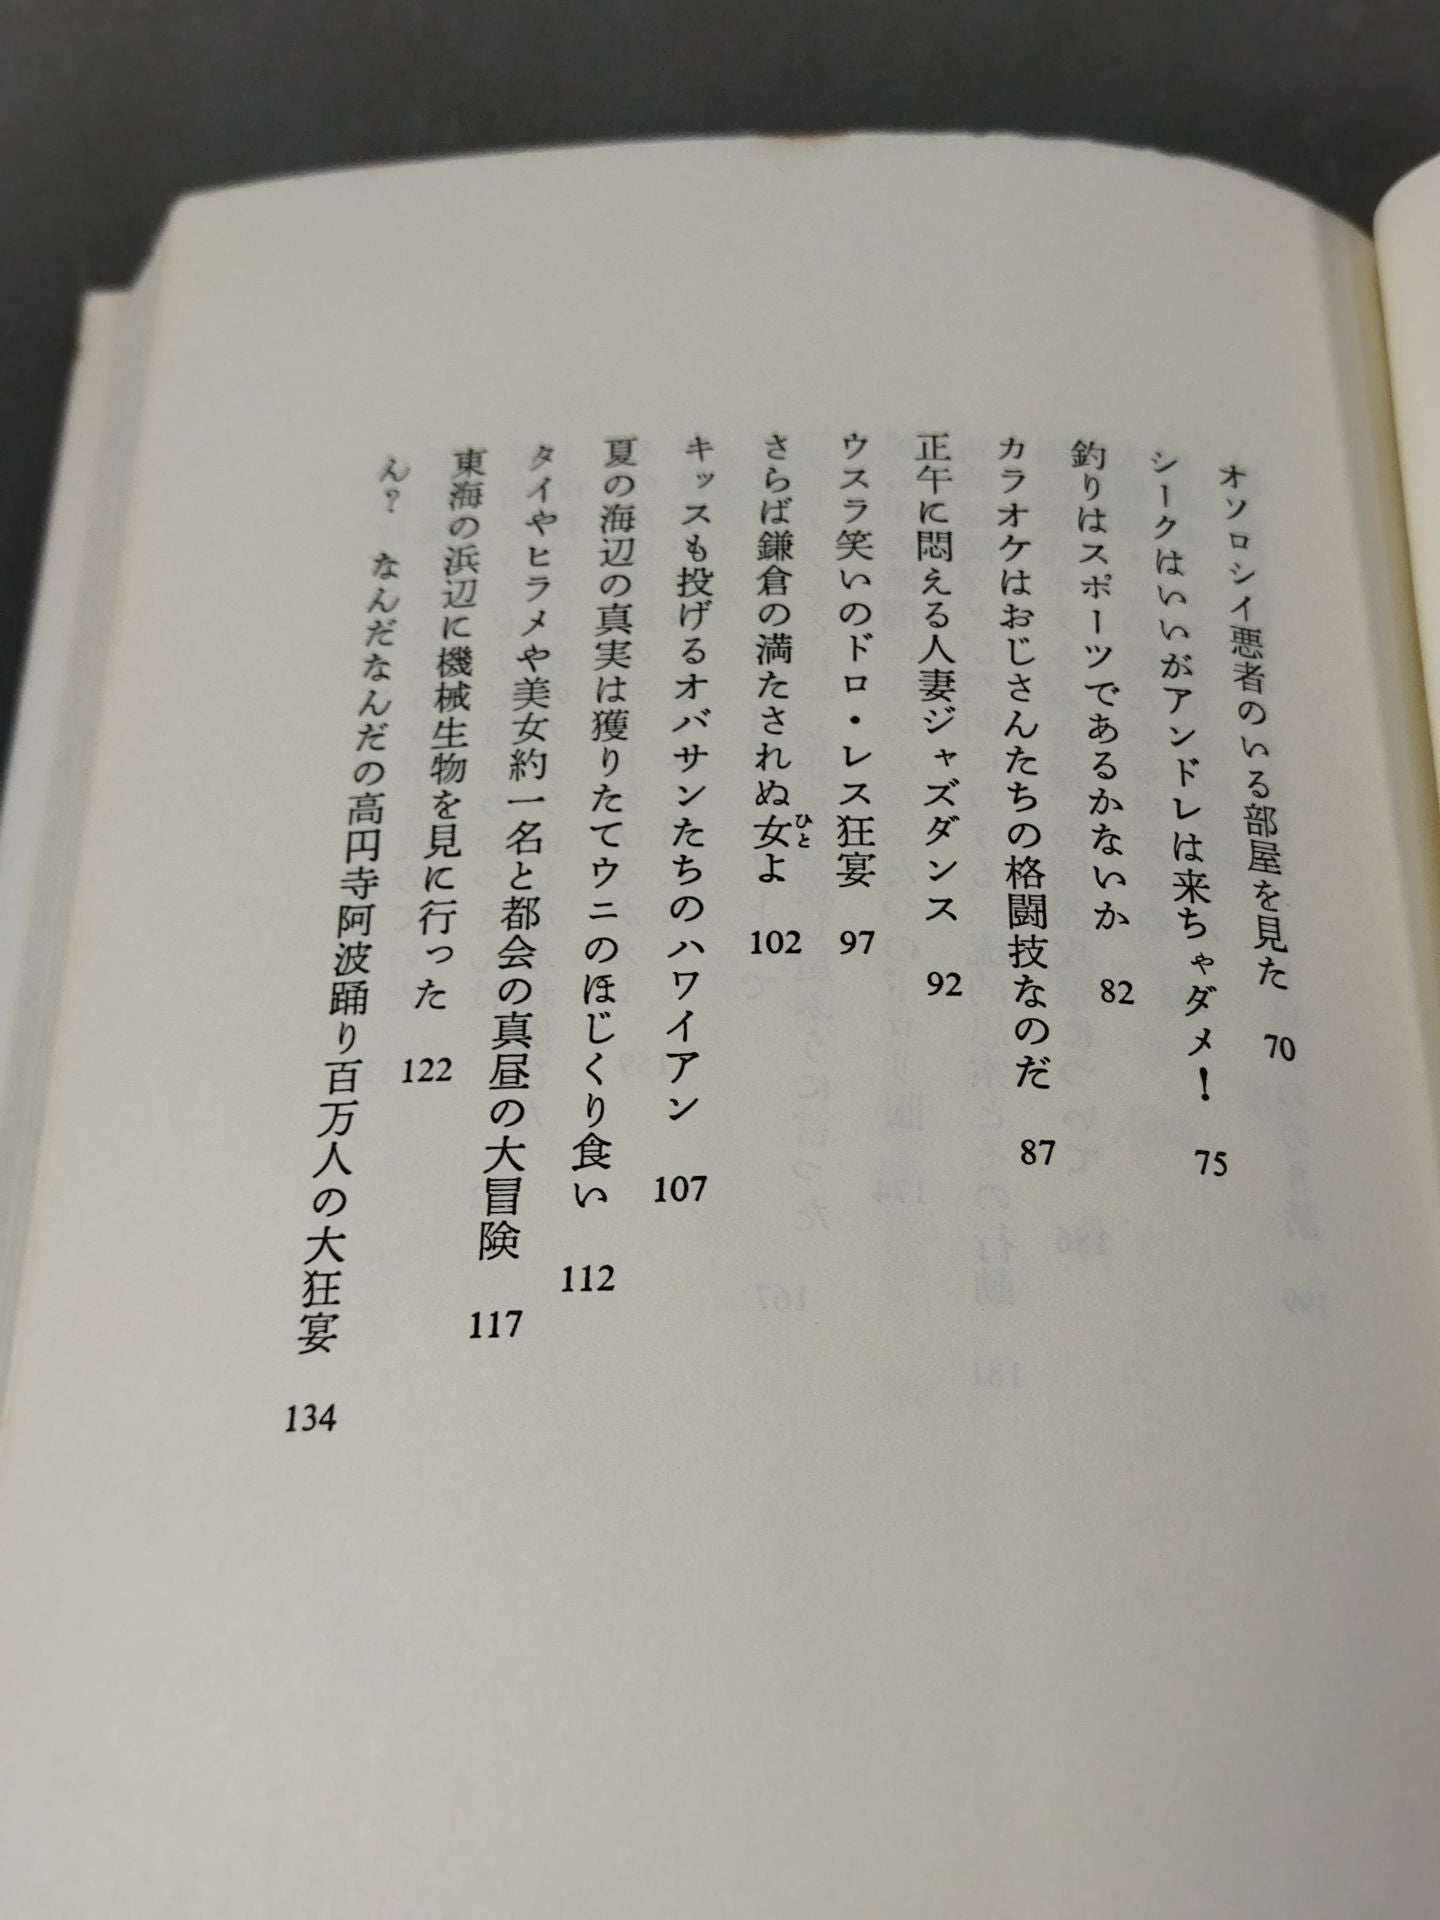 オソロシイ悪者のいる部屋を見た 70
シークはいいがアンドレは来ちゃダメ! 75
釣りはスポーツであるかないか 82
カラオケはおじさんたちの格闘技なのだ 87
正午に悶える人妻ジャズダンス 92
ウスラ笑いのドロ・レス狂宴 97
さらば鎌倉の満たされぬ女よ 102
ひと
キッスも投げるオバサンたちのハワイアン 107
夏の海辺の真実は獲りたてウニのほじくり食い 112
タイやヒラメや美女約一名と都会の真昼の大冒険 117
東海の浜辺に機械生物を見に行った 122
ん? なんだなんだの高円寺阿波踊り百万人の大狂宴 134